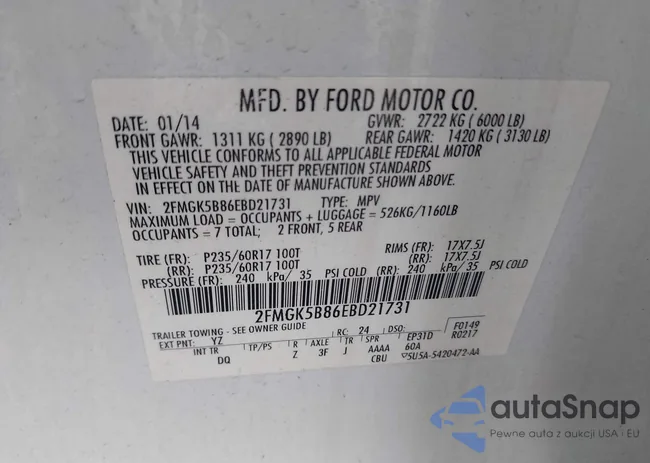 MFD. BY FORD MOTOR CO.
DATE: 01/14 GVWR: 2722 KG ( 6000 LB)
FRONT GAWR: 1311 KG ( 2890 LB) REAR GAWR: 1420 KG ( 3130 LB)
THIS VEHICLE CONFORMS TO ALL APPLICABLE FEDERAL MOTOR
VEHICLE SAFETY AND THEFT PREVENTION STANDARDS
IN EFFECT ON THE DATE OF MANUFACTURE SHOWN ABOVE.
VIN: 2FMGK5B86EBD21731 TYPE: MPV
MAXIMUM LOAD = OCCUPANTS + LUGGAGE = 526KG/1160LB
OCCUPANTS = 7 TOTAL; 2 FRONT, 5 REAR
TIRE (FR): P235/60R17 100T RIMS (FR): 17X7.5J
(RR): P235/60R17 100T (RR): 17X7.5J
PRESSURE (FR): 240 kPa/ 35 PSI COLD (RR): 240 kPa/ 35 PSI COLD
2FMGK5B86EBD21731
TRAILER TOWING - SEE OWNER GUIDE RC: 24 DSO: F0149
EXT PNT: YZ R0217
INT TR TP/PS R AXLE TR SPR EP31D
DQ Z 3F J AAAA 60A
CBU 5U5A-5420472-AA
autaSnap
Pewne auta z aukcji USA i EU